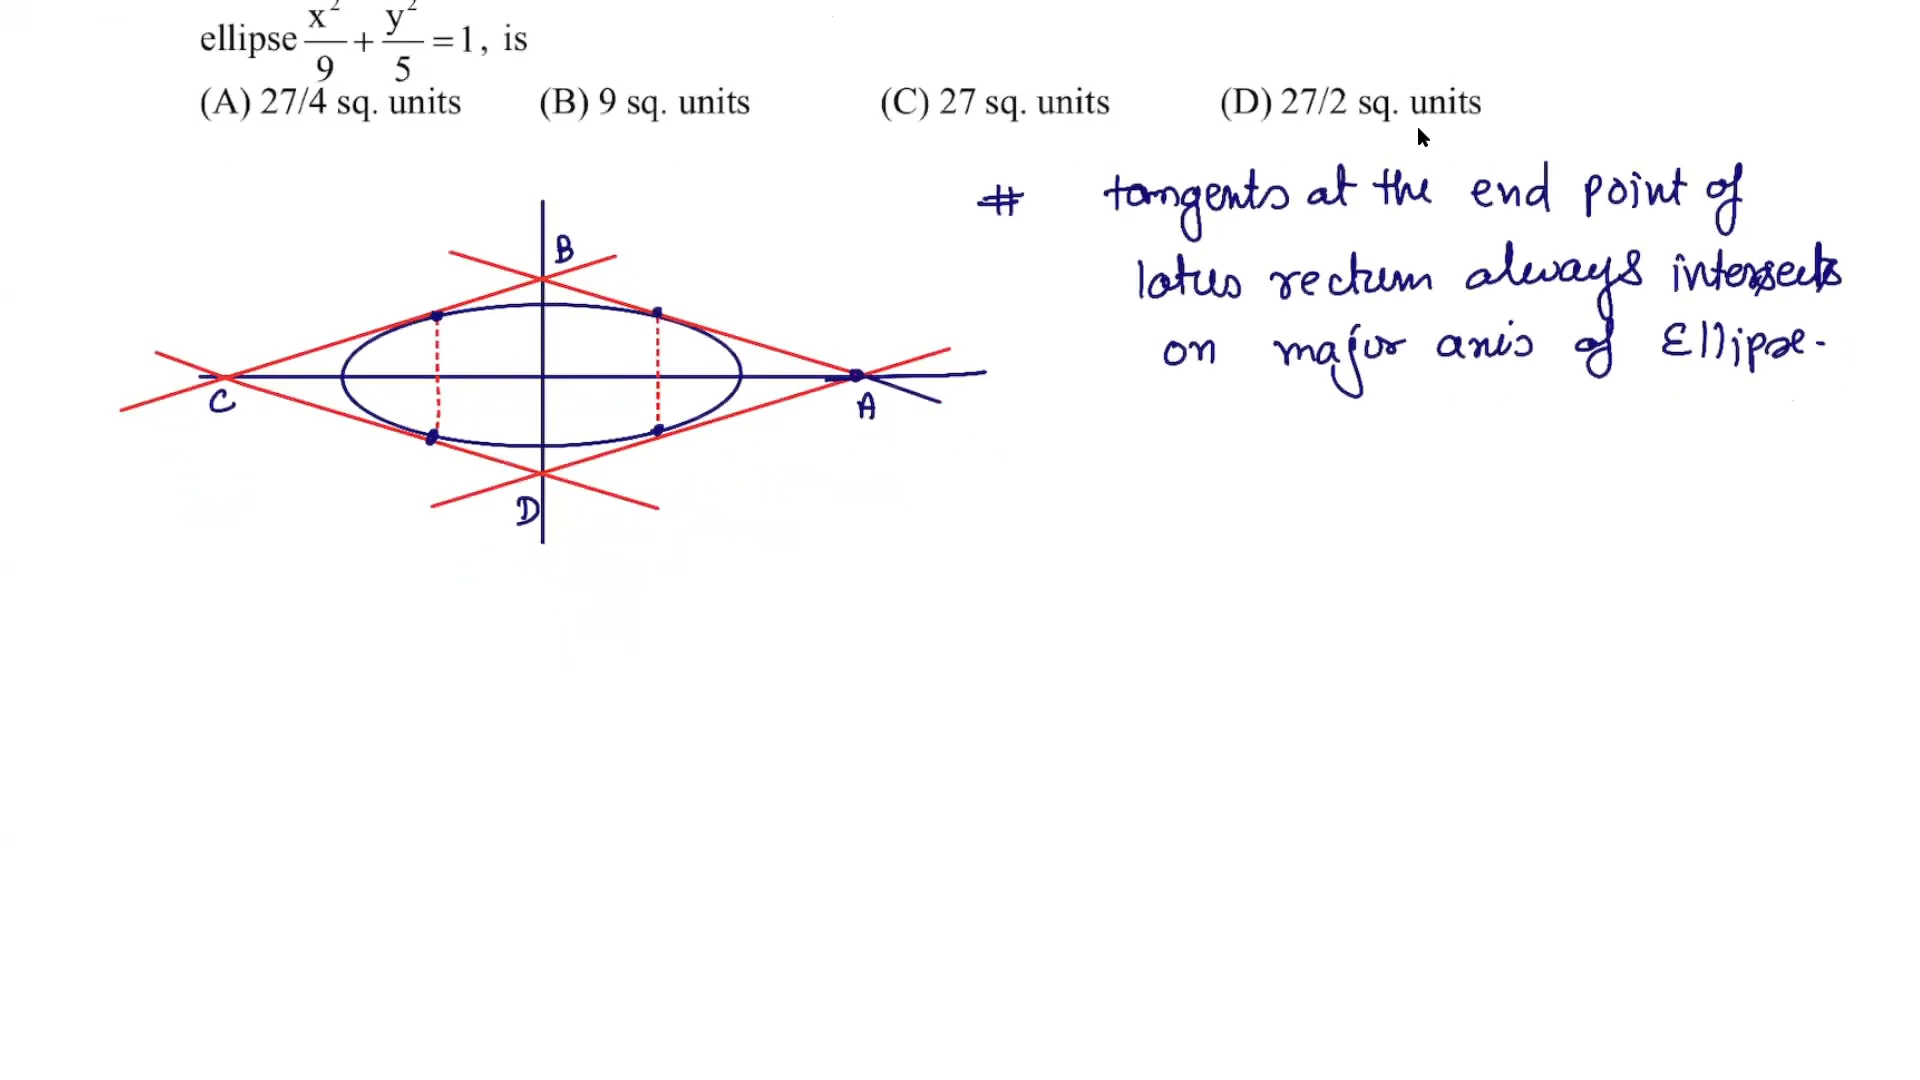 ellipse x²/9 + y²/5 = 1, is
(A) 27/4 sq. units (B) 9 sq. units (C) 27 sq. units (D) 27/2 sq. units
# tangents at the end point of
latus rectum always intersects
on major axis of Ellipse.
B
C
A
D